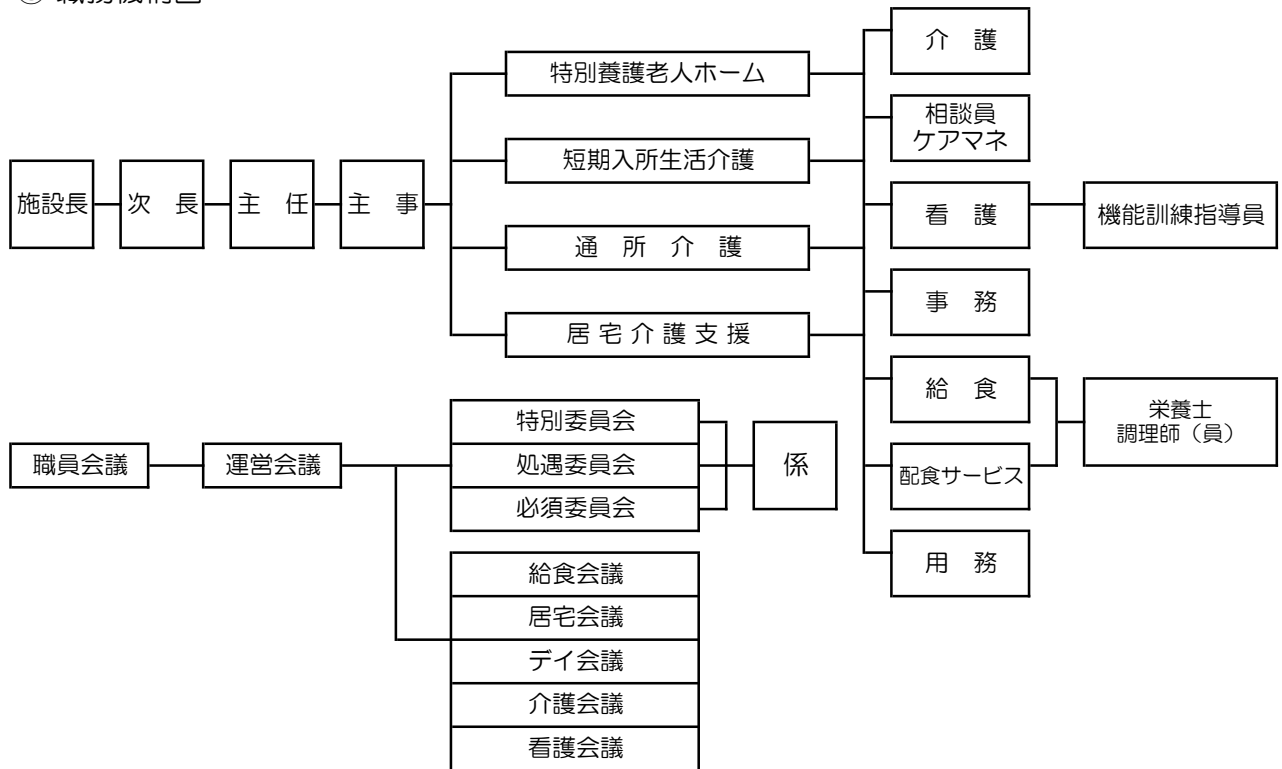 施設長
次 長
主 任
主 事
特別養護老人ホーム
短期入所生活介護
通 所 介 護
居 宅 介 護 支 援
介 護
相談員
ケアマネ
看 護
機能訓練指導員
事 務
給 食
配食サービス
栄養士
調理師（員）
用 務
職員会議
運営会議
特別委員会
処遇委員会
必須委員会
係
給食会議
居宅会議
デイ会議
介護会議
看護会議